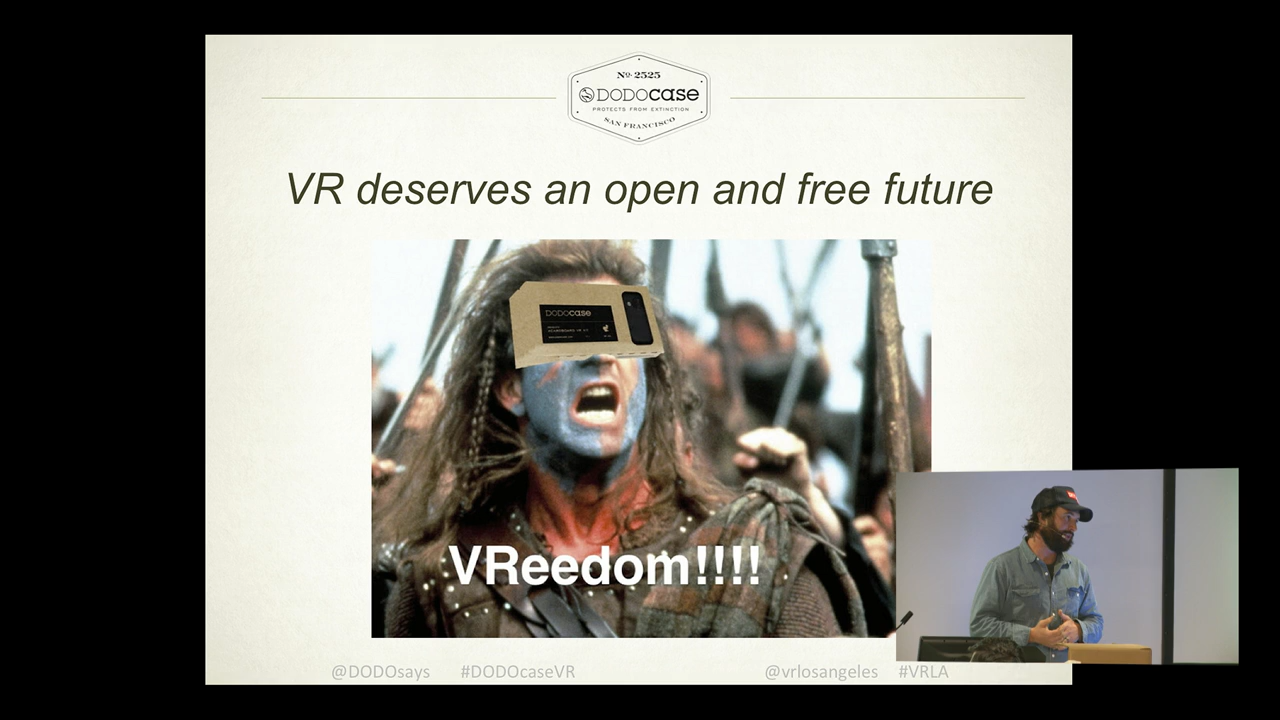 Nº 2525
DODOCASE
PROTECTS FROM EXTINCTION
SAN FRANCISCO
VR deserves an open and free future
DODOCASE
VReedom!!!!
@DODOsays #DODOcaseVR @vrlosangeles #VRLA